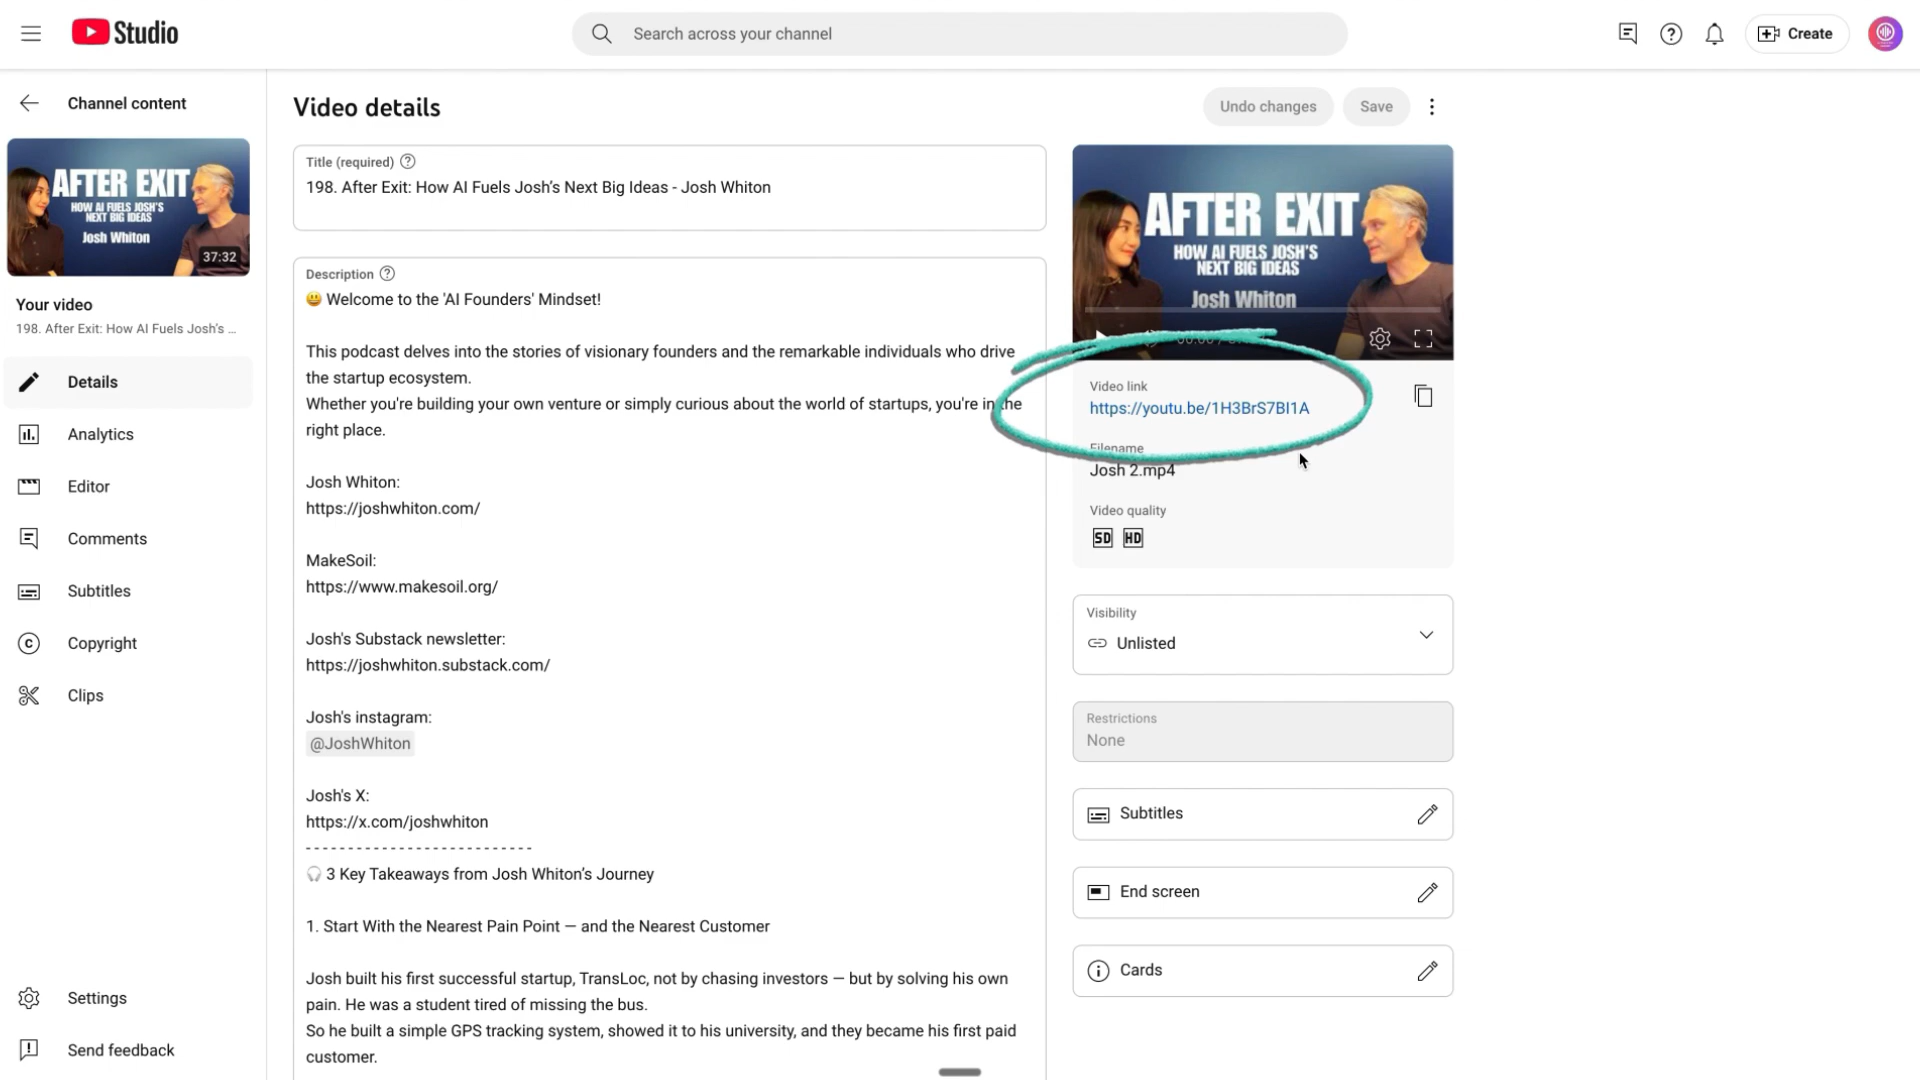 Studio
Search across your channel
Create
Channel content
AFTER EXIT
HOW AI FUELS JOSH'S
NEXT BIG IDEAS
Josh Whiton
37:32
Your video
198. After Exit: How AI Fuels Josh's ...
Details
Analytics
Editor
Comments
Subtitles
Copyright
Clips
Settings
Send feedback
Video details
Undo changes
Save
Title (required)
198. After Exit: How AI Fuels Josh's Next Big Ideas - Josh Whiton
Description
😃 Welcome to the 'AI Founders' Mindset!
This podcast delves into the stories of visionary founders and the remarkable individuals who drive
the startup ecosystem.
Whether you're building your own venture or simply curious about the world of startups, you're in the
right place.
Josh Whiton:
https://joshwhiton.com/
MakeSoil:
https://www.makesoil.org/
Josh's Substack newsletter:
https://joshwhiton.substack.com/
Josh's instagram:
@JoshWhiton
Josh's X:
https://x.com/joshwhiton
- - - - - - - - - - - - - - - - - - - - - - - - - -
🎧 3 Key Takeaways from Josh Whiton's Journey
1. Start With the Nearest Pain Point — and the Nearest Customer
Josh built his first successful startup, TransLoc, not by chasing investors — but by solving his own
pain. He was a student tired of missing the bus.
So he built a simple GPS tracking system, showed it to his university, and they became his first paid
customer.
AFTER EXIT
HOW AI FUELS JOSH'S
NEXT BIG IDEAS
Josh Whiton
Video link
https://youtu.be/1H3BrS7BI1A
Filename
Josh 2.mp4
Video quality
SD HD
Visibility
Unlisted
Restrictions
None
Subtitles
End screen
Cards